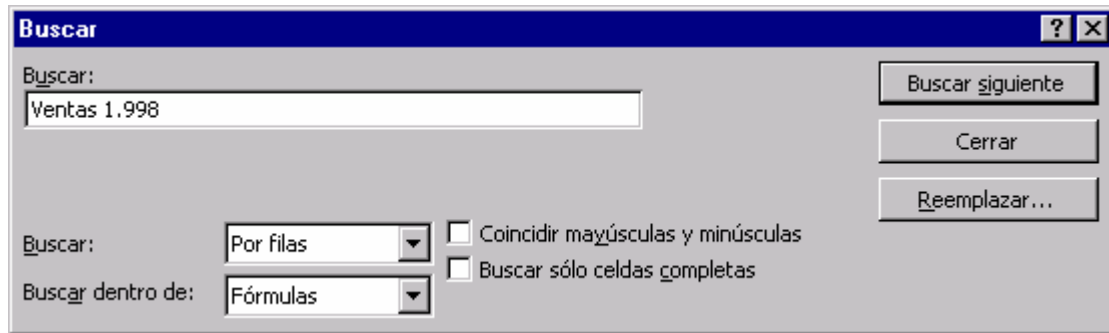 Buscar
Buscar:
Ventas 1.998
Buscar siguiente
Cerrar
Reemplazar...
Buscar:
Por filas
Coincidir mayúsculas y minúsculas
Buscar sólo celdas completas
Buscar dentro de:
Fórmulas